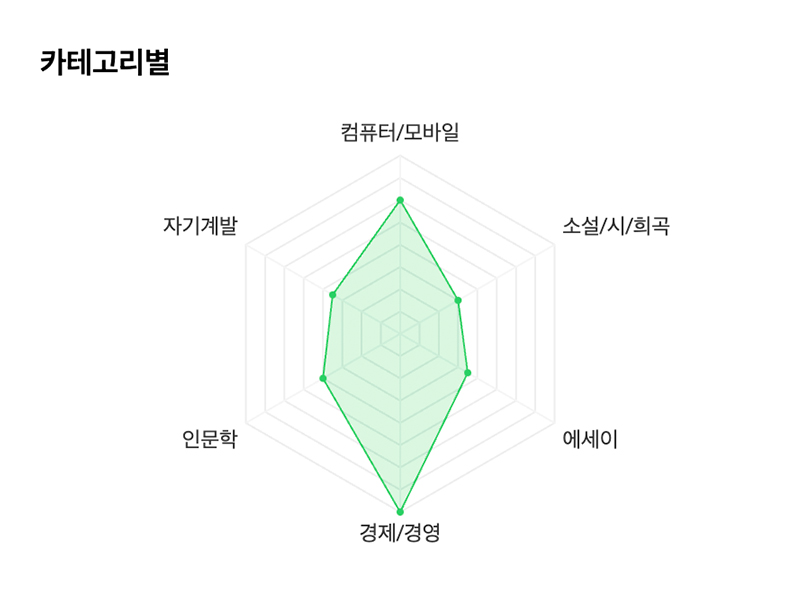 카테고리별
컴퓨터/모바일
자기계발
소설/시/희곡
인문학
에세이
경제/경영